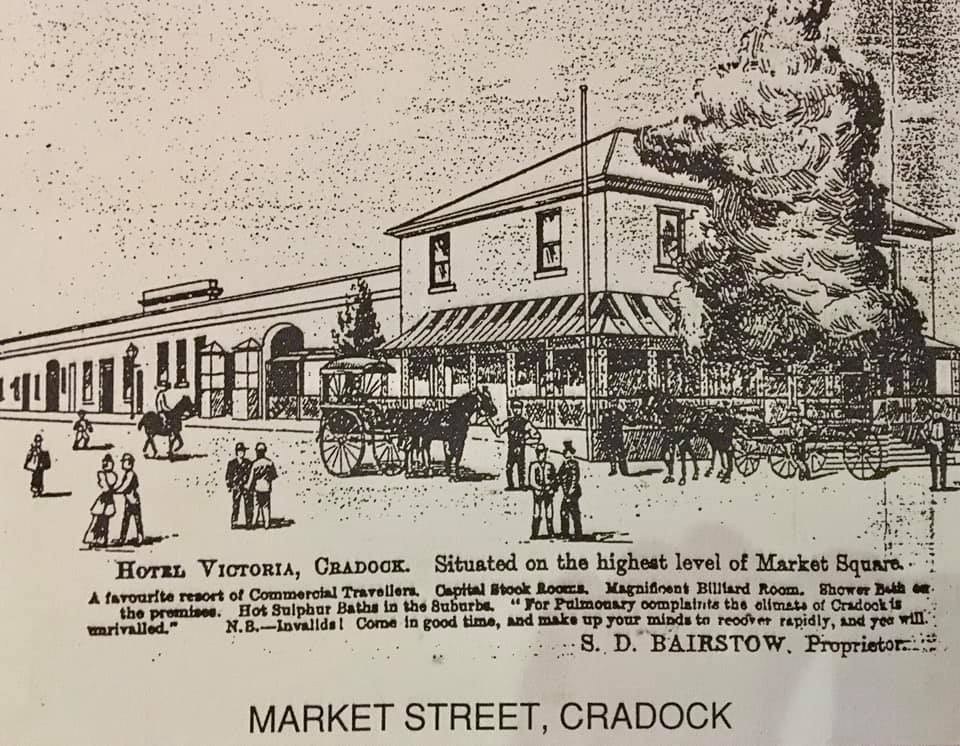 HOTEL VICTORIA, CRADOCK. Situated on the highest level of Market Square.
A favourite resort of Commercial Travellers. Capital Stock Rooms. Magnificent Billiard Room. Shower Bath on
the premises. Hot Sulphur Baths in the Suburbs. "For Pulmonary complaints the climate of Cradock is
unrivalled." N.B.—Invalids! Come in good time, and make up your minds to recover rapidly, and you will.
S. D. BAIRSTOW, Proprietor.
MARKET STREET, CRADOCK